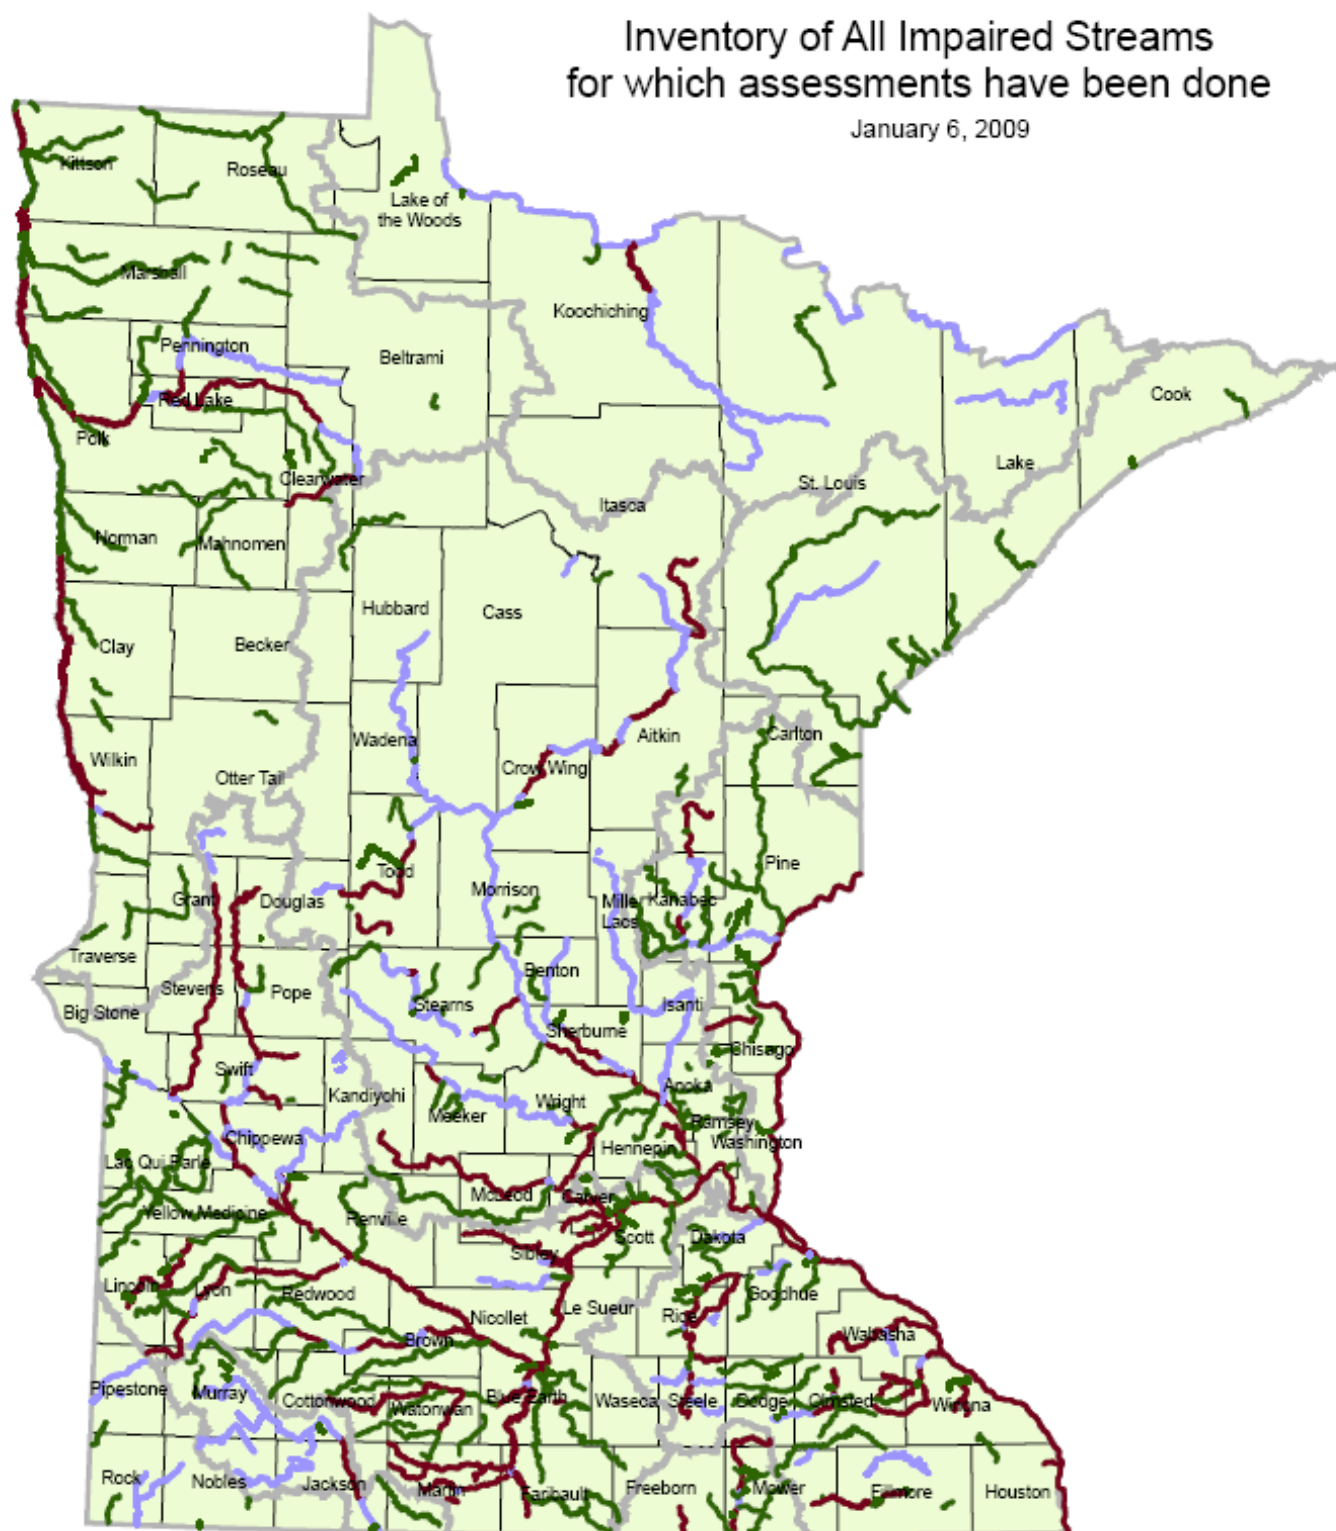 Inventory of All Impaired Streams
for which assessments have been done
January 6, 2009
Kittson
Roseau
Lake of
the Woods
Marshall
Koochiching
Pennington
Beltrami
Red Lake
Cook
Polk
Clearwater
Lake
St. Louis
Itasca
Norman
Mahnomen
Hubbard
Cass
Clay
Becker
Wadena
Aitkin
Carlton
Wilkin
Otter Tail
Crow Wing
Todd
Pine
Grant
Douglas
Morrison
Mille
Lacs
Kanabec
Traverse
Benton
Stevens
Pope
Stearns
Isanti
Big Stone
Sherburne
Chisago
Swift
Kandiyohi
Meeker
Wright
Anoka
Ramsey
Chippewa
Hennepin
Washington
Lac Qui Parle
McLeod
Carver
Yellow Medicine
Renville
Scott
Dakota
Sibley
Lincoln
Lyon
Redwood
Goodhue
Nicollet
Le Sueur
Rice
Brown
Wabasha
Pipestone
Murray
Cottonwood
Watonwan
Blue Earth
Waseca
Steele
Dodge
Olmsted
Winona
Rock
Nobles
Jackson
Martin
Faribault
Freeborn
Mower
Fillmore
Houston